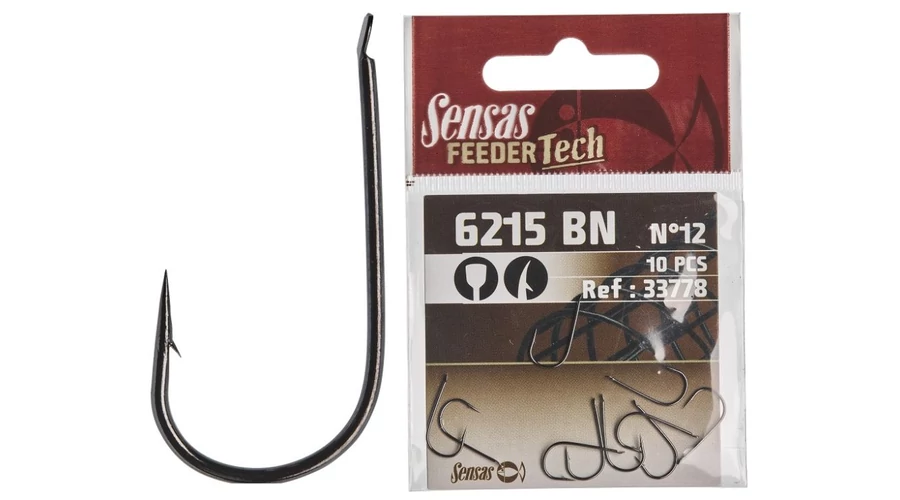 Sensas
FEEDER Tech
6215 BN N°12
10 PCS
Ref : 33778
Sensas